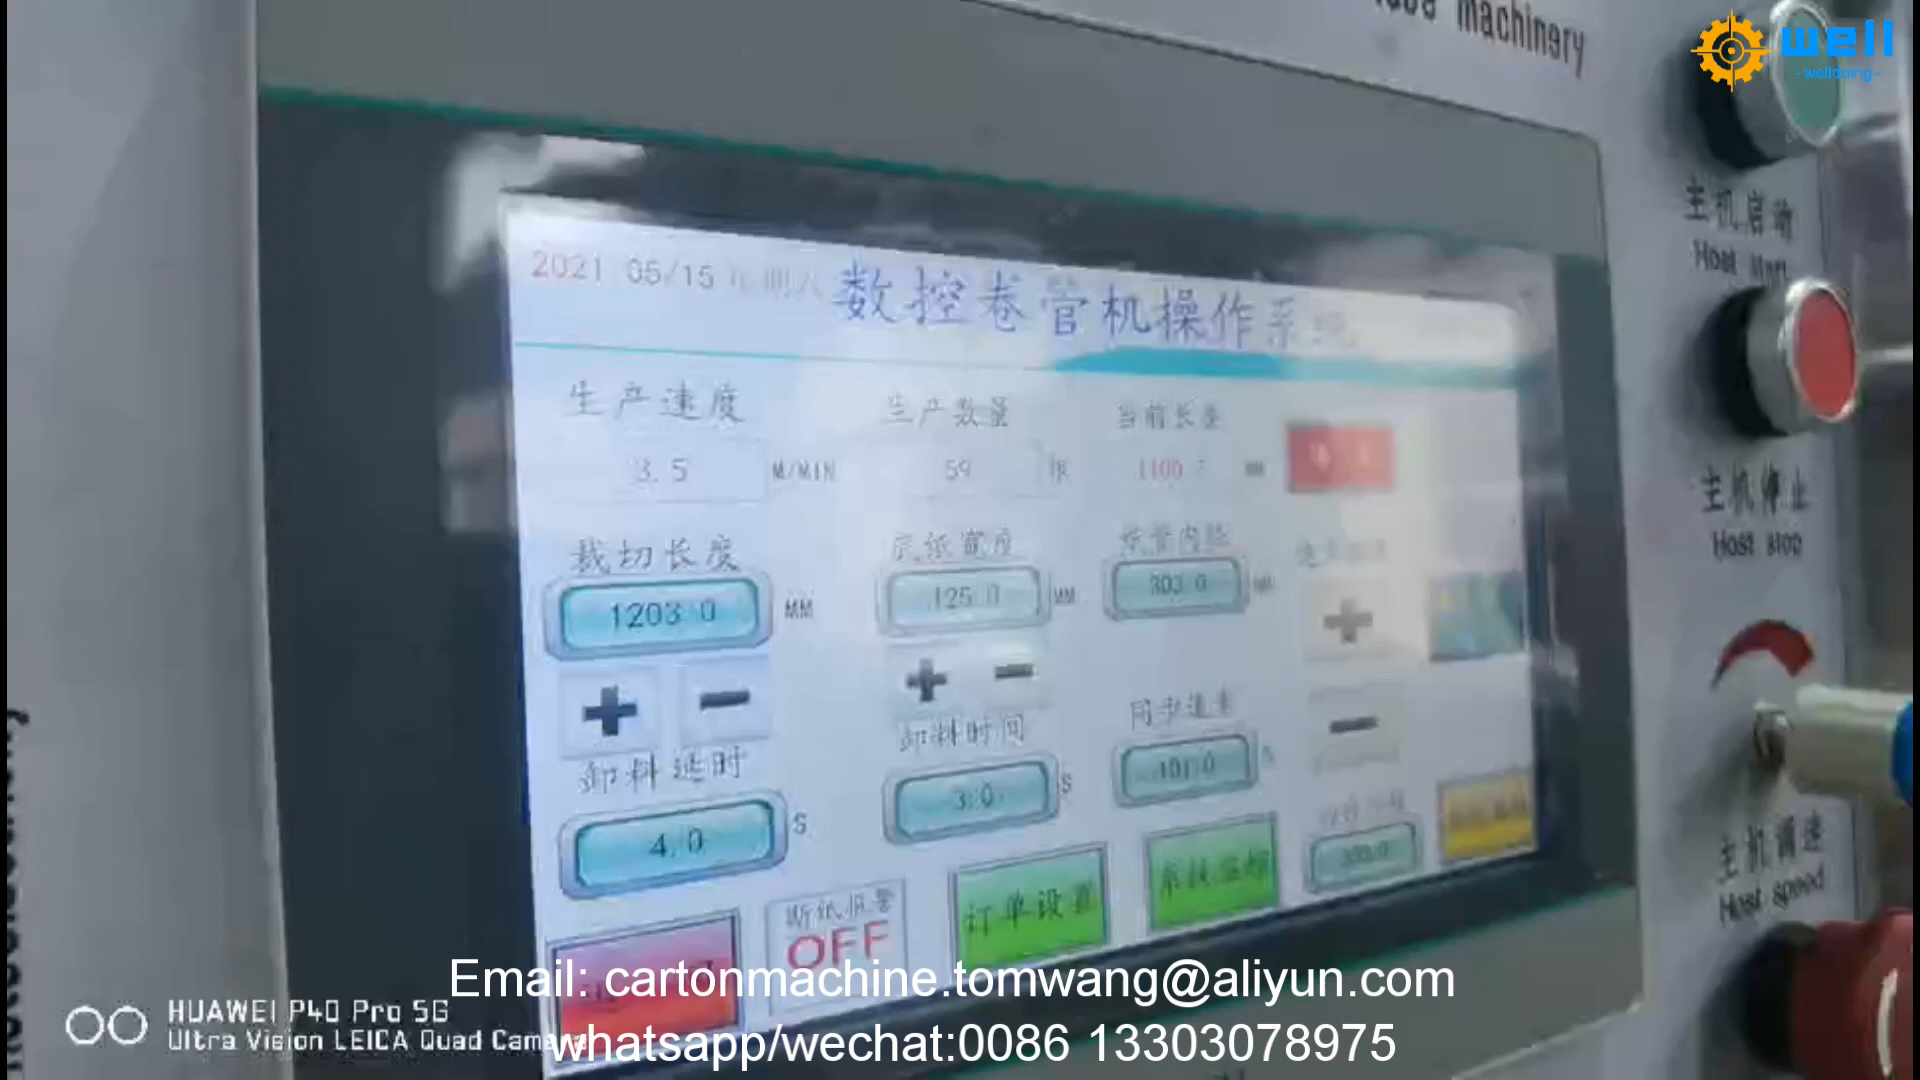 machinery
well
- welldoing -
2021 05/15
数控卷管机操作系统
生产速度
生产数量
当前长度
3.5 M/MIN
59
1100
MM
裁切长度
底纸宽度
纸管内径
1203.0 MM
125.0 MM
303.0 MM
+ -
+ -
+
-
卸料延时
卸料时间
同步速率
4.0 S
3.0 S
101.0
断纸报警
OFF
订单设置
主机启动
Host start
主机停止
Host stop
主机调速
Host speed
HUAWEI P40 Pro 5G
Ultra Vision LEICA Quad Camera
Email: cartonmachine.tomwang@aliyun.com
whatsapp/wechat:0086 13303078975